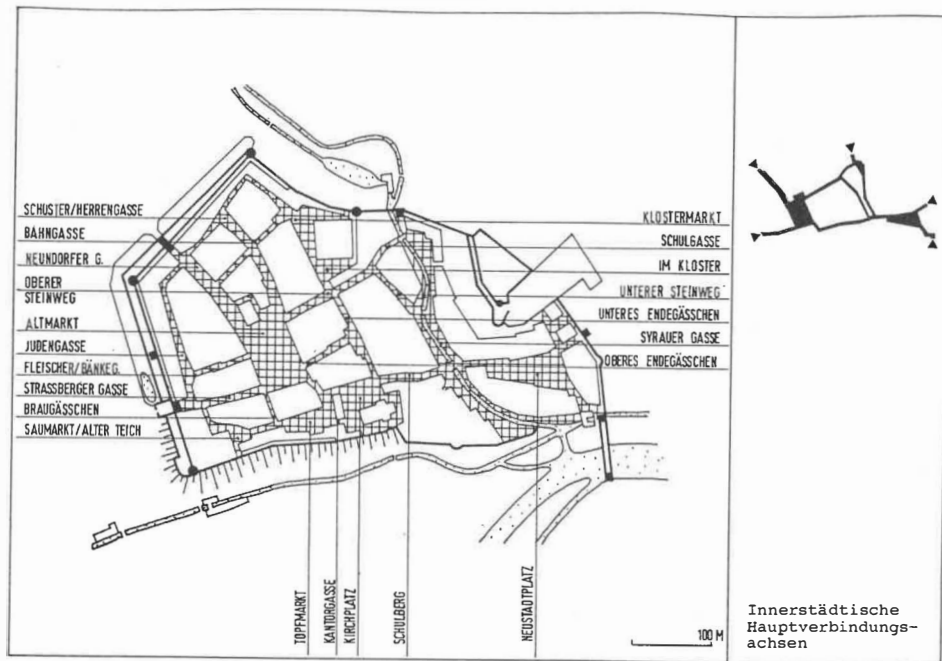 SCHUSTER/HERRENGASSE
BAHNGASSE
NEUNDORFER G.
OBERER
STEINWEG
ALTMARKT
JUDENGASSE
FLEISCHER/BÄNKEG.
STRASSBERGER GASSE
BRAUGÄSSCHEN
SAUMARKT/ALTER TEICH
KLOSTERMARKT
SCHULGASSE
IM KLOSTER
UNTERER STEINWEG
UNTERES ENDEGÄSSCHEN
SYRAUER GASSE
OBERES ENDEGÄSSCHEN
TOPFMARKT
KANTORGASSE
KIRCHPLATZ
SCHULBERG
NEUSTADTPLATZ
100 M
Innerstädtische
Hauptverbindungs-
achsen